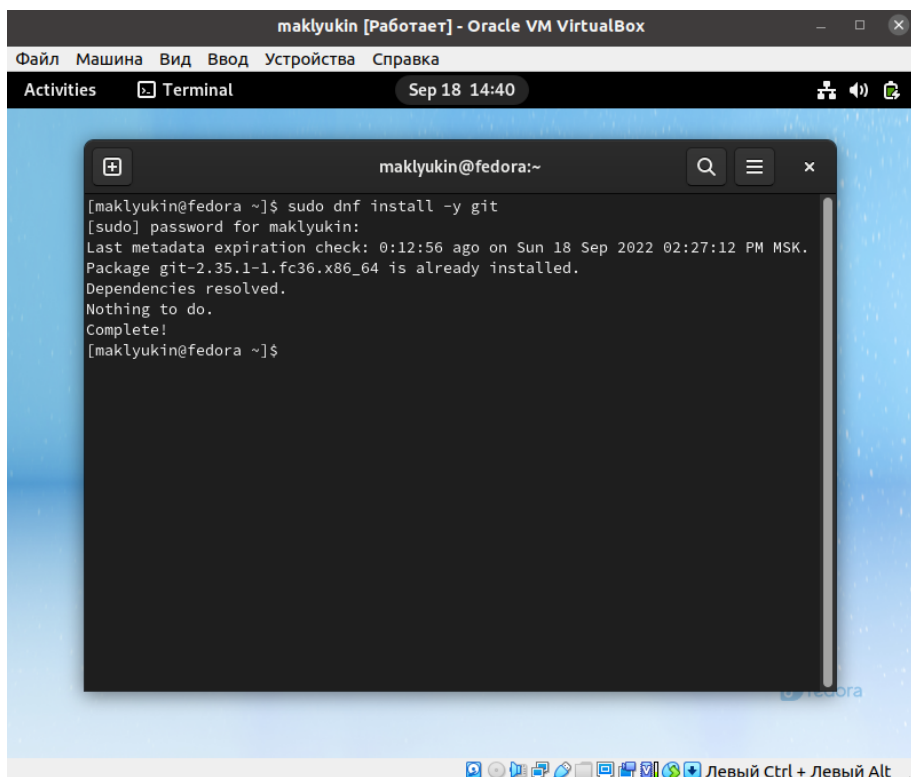 maklyukin [Работает] - Oracle VM VirtualBox
Файл Машина Вид Ввод Устройства Справка
Activities Terminal Sep 18 14:40
maklyukin@fedora:~
[maklyukin@fedora ~]$ sudo dnf install -y git
[sudo] password for maklyukin:
Last metadata expiration check: 0:12:56 ago on Sun 18 Sep 2022 02:27:12 PM MSK.
Package git-2.35.1-1.fc36.x86_64 is already installed.
Dependencies resolved.
Nothing to do.
Complete!
[maklyukin@fedora ~]$
fedora
Левый Ctrl + Левый Alt